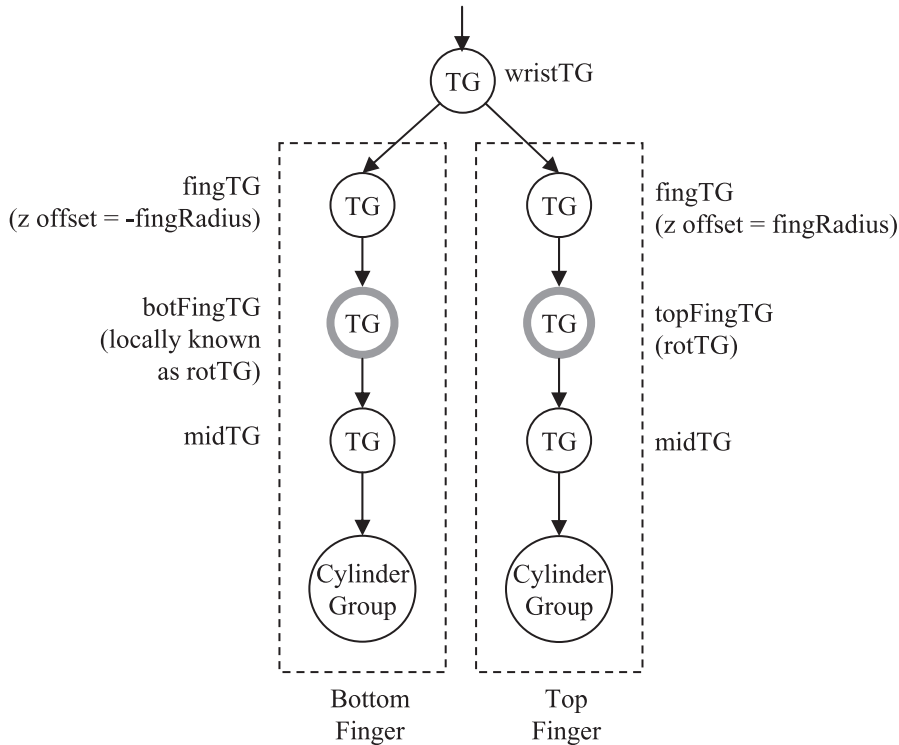 TG
wristTG
fingTG
(z offset = -fingRadius)
TG
TG
fingTG
(z offset = fingRadius)
botFingTG
(locally known
as rotTG)
TG
TG
topFingTG
(rotTG)
midTG
TG
TG
midTG
Cylinder
Group
Cylinder
Group
Bottom
Finger
Top
Finger